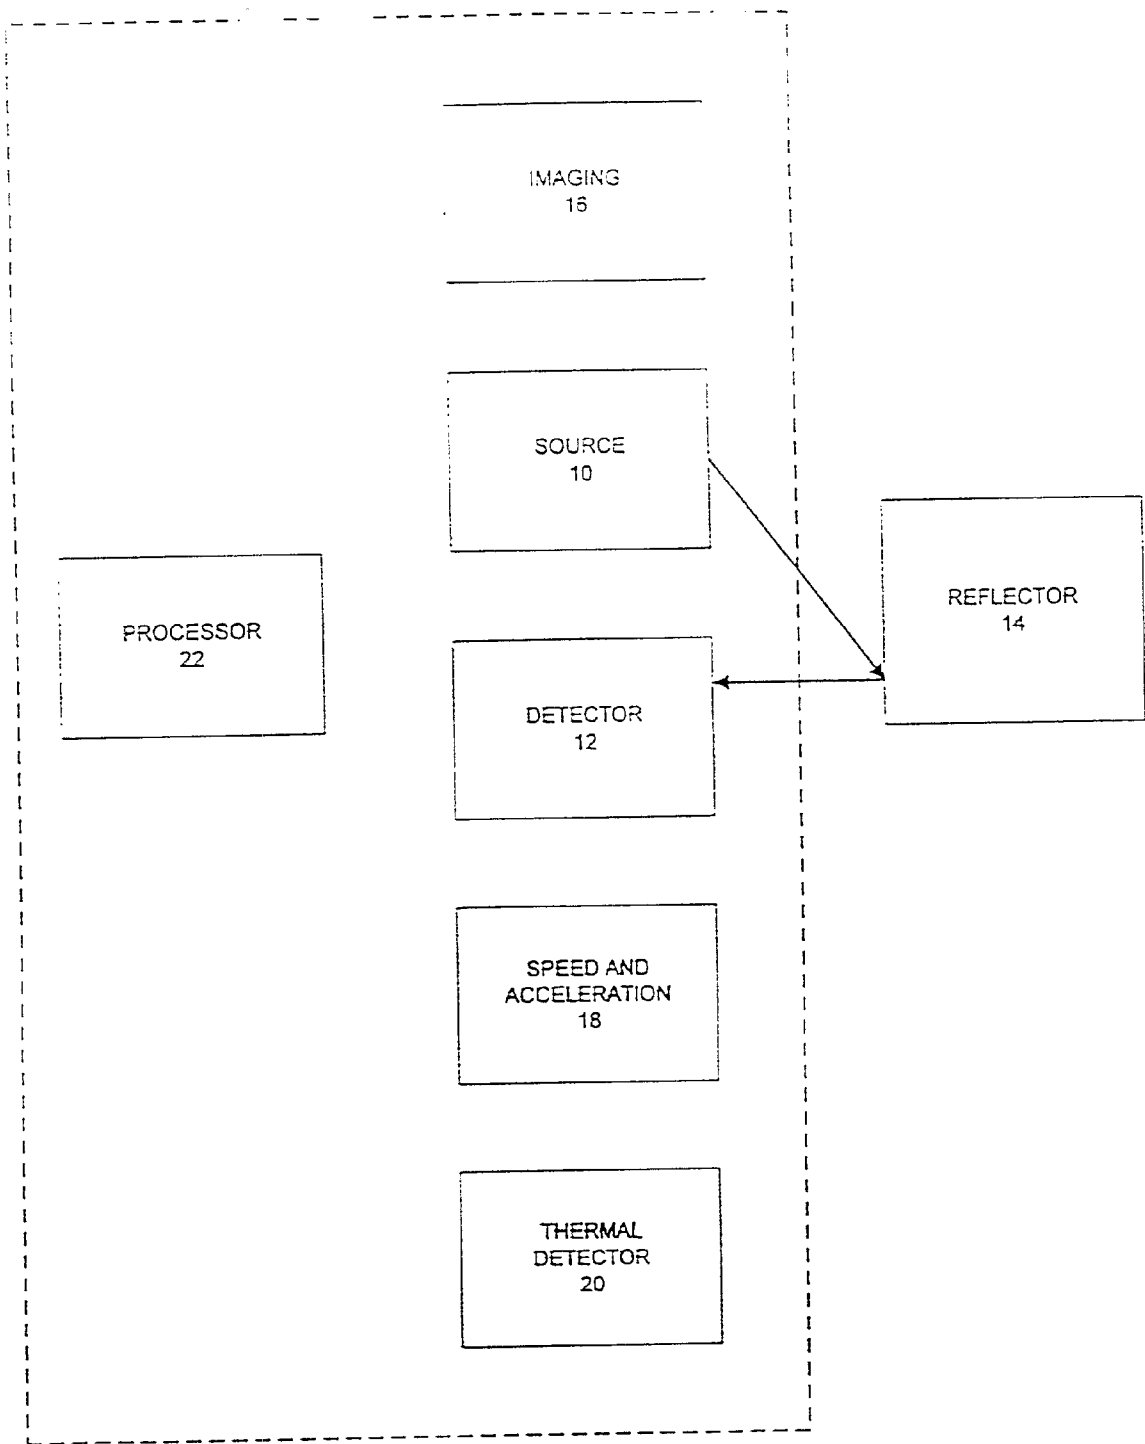 IMAGING
16
SOURCE
10
REFLECTOR
14
PROCESSOR
22
DETECTOR
12
SPEED AND
ACCELERATION
18
THERMAL
DETECTOR
20